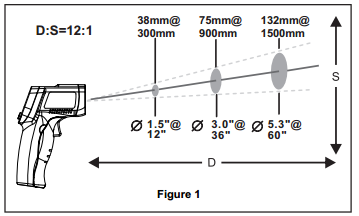 D:S=12:1
38mm@ 75mm@ 132mm@
300mm 900mm 1500mm
S
Ø 1.5"@ Ø 3.0"@ Ø 5.3"@
12" 36" 60"
D
Figure 1